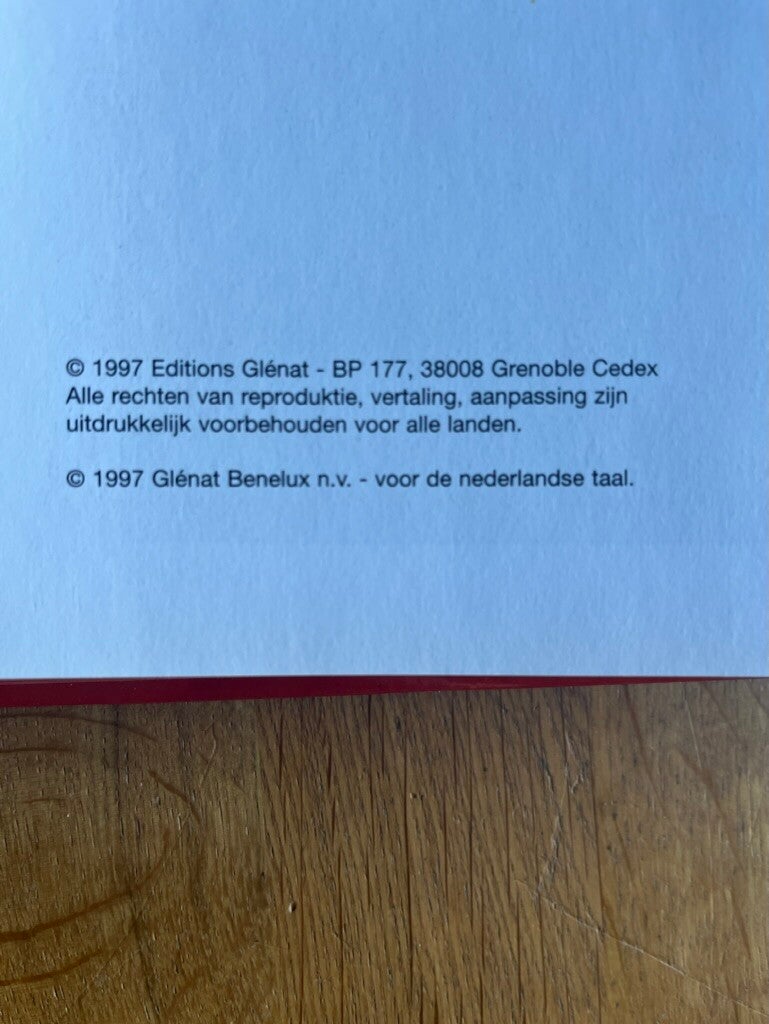 © 1997 Editions Glénat - BP 177, 38008 Grenoble Cedex
Alle rechten van reproduktie, vertaling, aanpassing zijn
uitdrukkelijk voorbehouden voor alle landen.
© 1997 Glénat Benelux n.v. - voor de nederlandse taal.